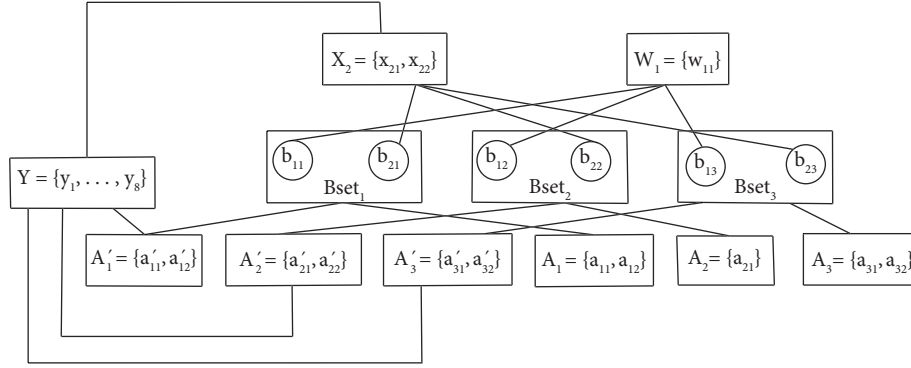 X₂ = {x₂₁, x₂₂} W₁ = {w₁₁}
b₁₁ b₂₁ b₁₂ b₂₂ b₁₃ b₂₃
Y = {y₁, . . . , y₈} Bset₁ Bset₂ Bset₃
A′₁ = {a′₁₁, a′₁₂} A′₂ = {a′₂₁, a′₂₂} A′₃ = {a′₃₁, a′₃₂} A₁ = {a₁₁, a₁₂} A₂ = {a₂₁} A₃ = {a₃₁, a₃₂}